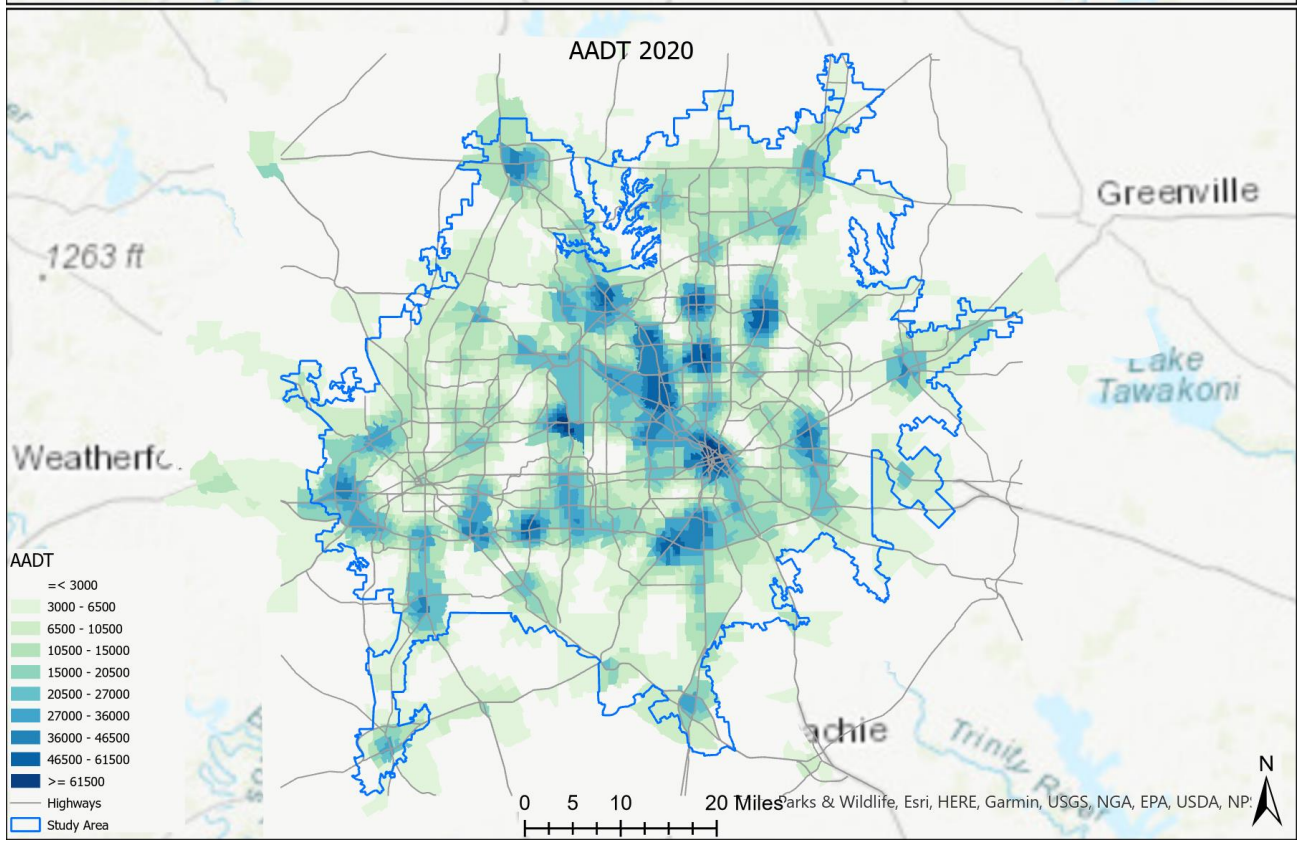 AADT 2020
Greenville
1263 ft
Lake
Tawakoni
Weatherfc.
AADT
=< 3000
3000 - 6500
6500 - 10500
10500 - 15000
15000 - 20500
20500 - 27000
27000 - 36000
36000 - 46500
46500 - 61500
>= 61500
Highways
Study Area
achie
Trinity River
N
0 5 10 20 Miles
Parks & Wildlife, Esri, HERE, Garmin, USGS, NGA, EPA, USDA, NP